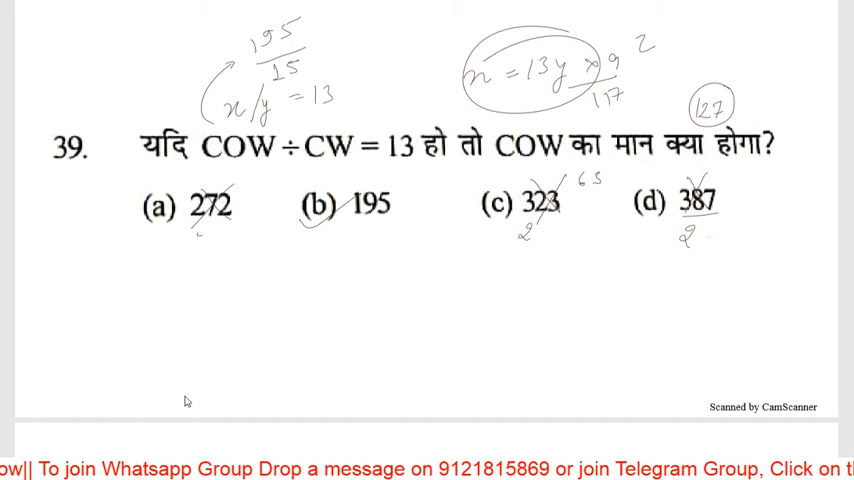 195
25
x/y = 13
x = 13y × 9 2
117
127
39. यदि COW ÷ CW = 13 हो तो COW का मान क्या होगा?
65
(a) 272 (b) 195 (c) 323 (d) 387
2 2
Scanned by CamScanner
ow|| To join Whatsapp Group Drop a message on 9121815869 or join Telegram Group, Click on th